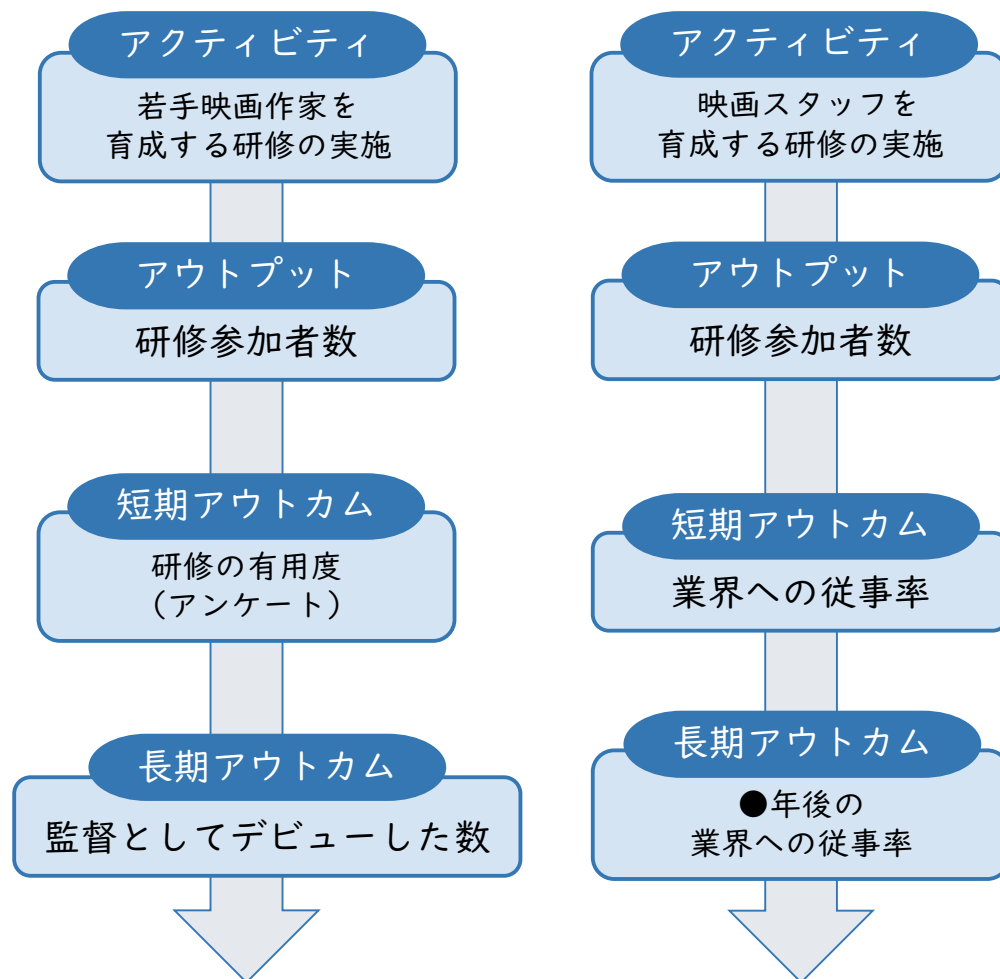 アクティビティ
若手映画作家を
育成する研修の実施
アウトプット
研修参加者数
短期アウトカム
研修の有用度
(アンケート)
長期アウトカム
監督としてデビューした数
アクティビティ
映画スタッフを
育成する研修の実施
アウトプット
研修参加者数
短期アウトカム
業界への従事率
長期アウトカム
●年後の
業界への従事率